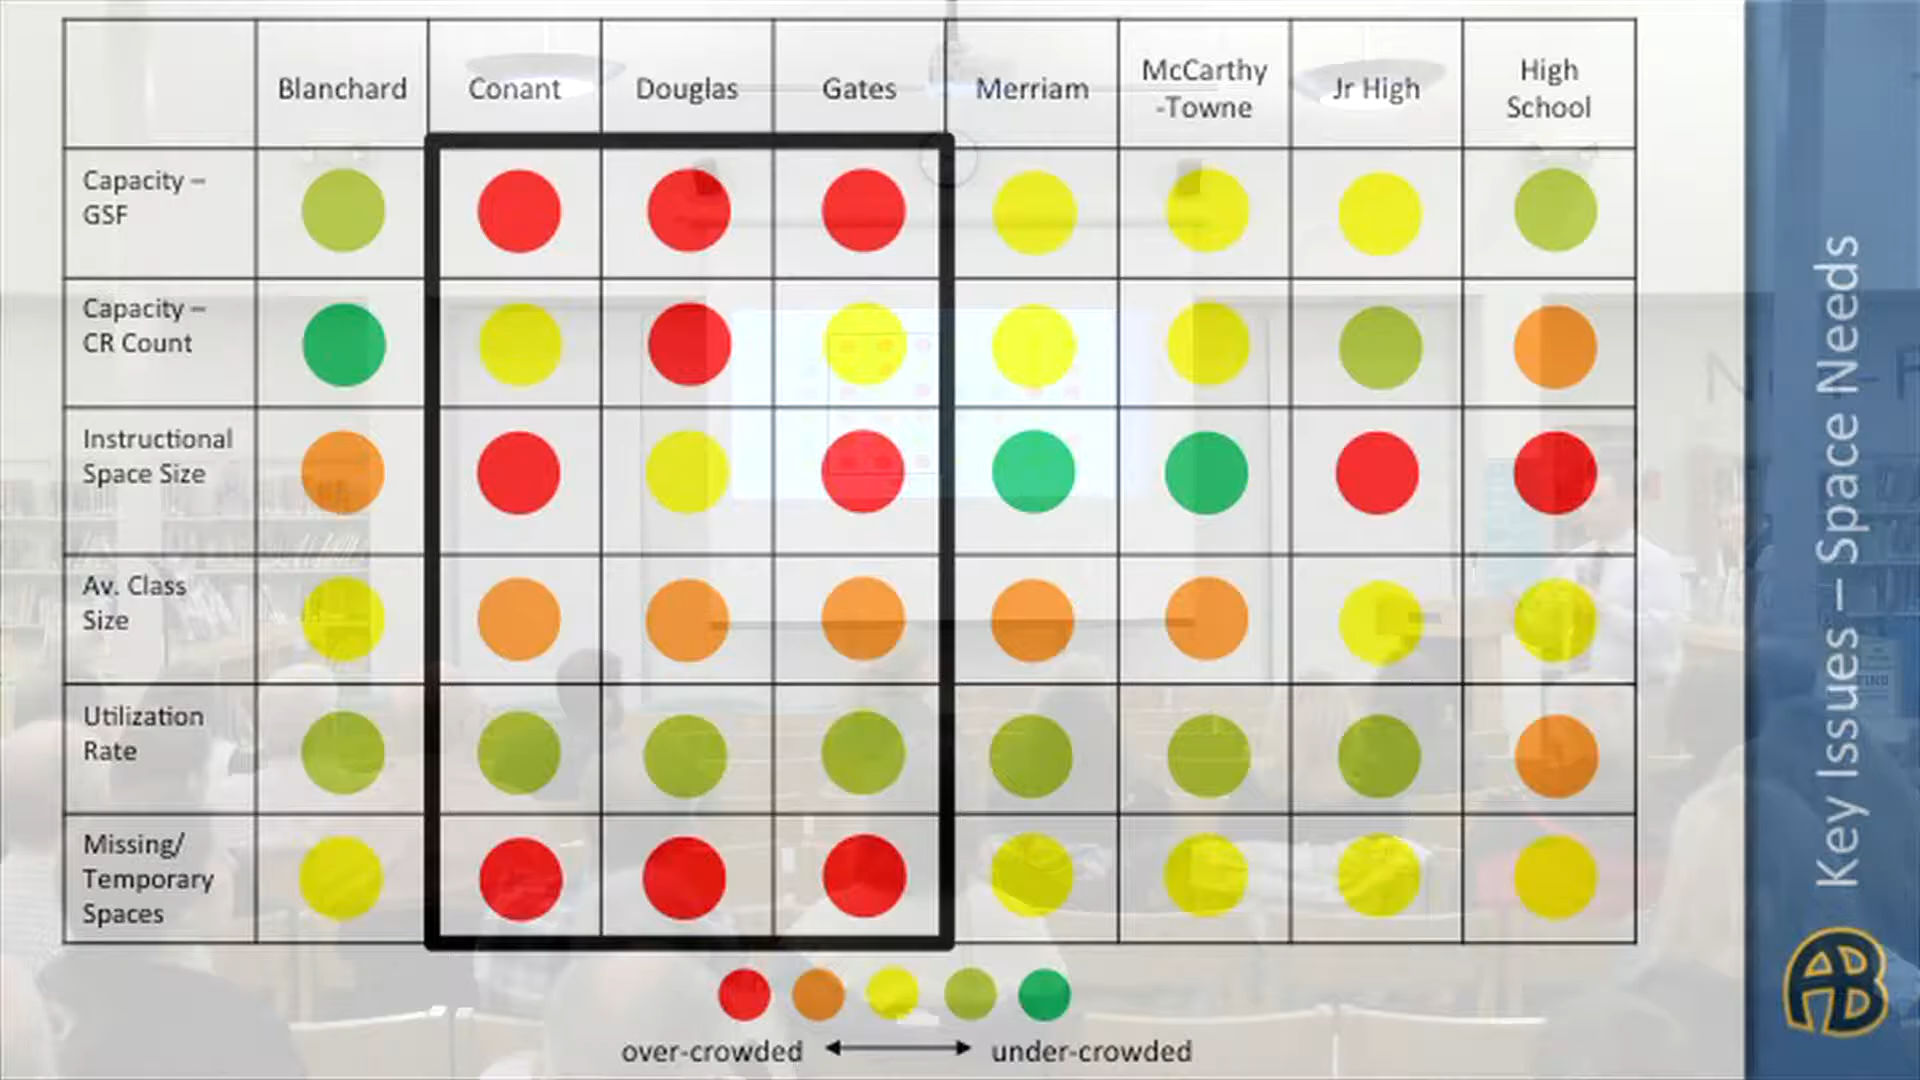 Blanchard
Conant
Douglas
Gates
Merriam
McCarthy
-Towne
Jr High
High
School
Capacity –
GSF
Capacity –
CR Count
Instructional
Space Size
Av. Class
Size
Utilization
Rate
Missing/
Temporary
Spaces
over-crowded
under-crowded
Key Issues – Space Needs
AB